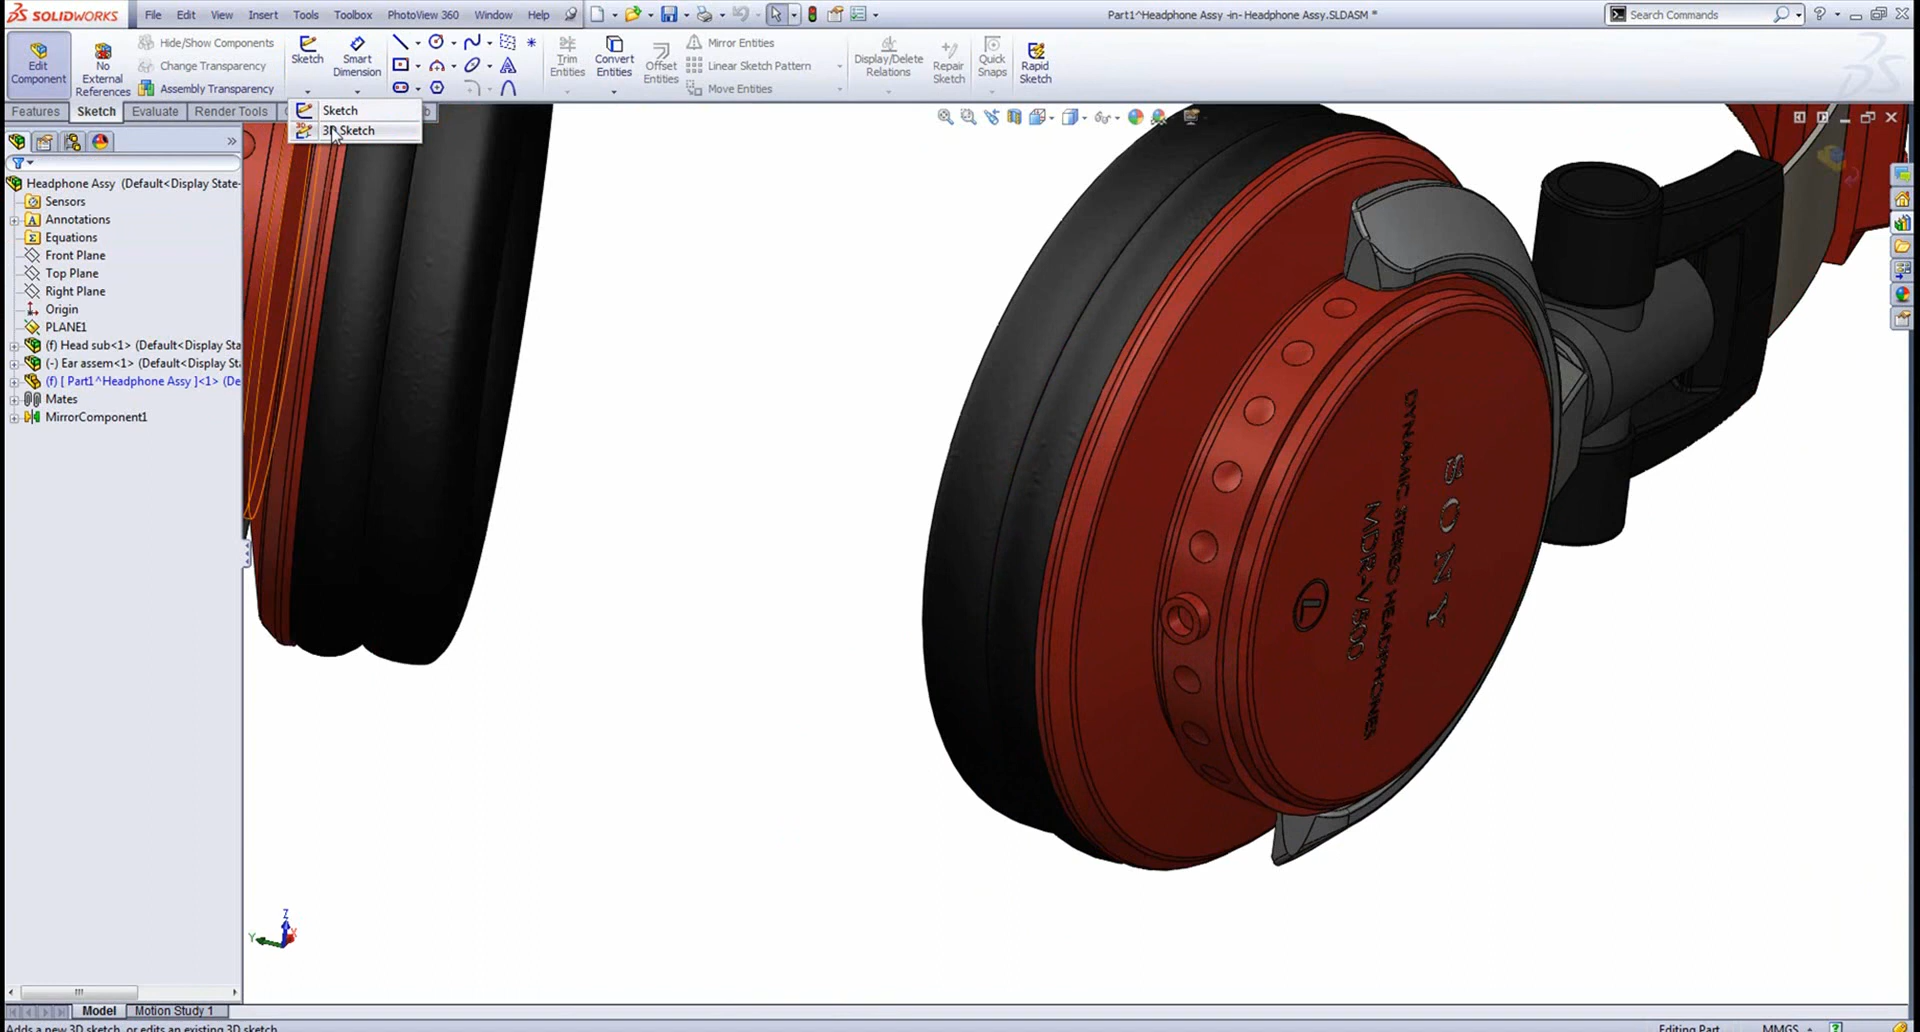 SOLIDWORKS File Edit View Insert Tools Toolbox PhotoView 360 Window Help Part1^Headphone Assy -in- Headphone Assy.SLDASM * Search Commands ?
Edit Component
No External References
Hide/Show Components
Change Transparency
Assembly Transparency
Sketch
Smart Dimension
Trim Entities
Convert Entities
Offset Entities
Mirror Entities
Linear Sketch Pattern
Move Entities
Display/Delete Relations
Repair Sketch
Quick Snaps
Rapid Sketch
Features Sketch Evaluate Render Tools
Sketch
3D Sketch
Headphone Assy (Default<Display State-
Sensors
Annotations
Equations
Front Plane
Top Plane
Right Plane
Origin
PLANE1
(f) Head sub<1> (Default<Display Sta
(-) Ear assem<1> (Default<Display Sta
(f) [ Part1^Headphone Assy ]<1> (De
Mates
MirrorComponent1
SONY
DYNAMIC STEREO HEADPHONES
MDR-V500
L
Z
Y
X
Model Motion Study 1
Adds a new 3D sketch, or edits an existing 3D sketch.
Editing Part MMGS ?